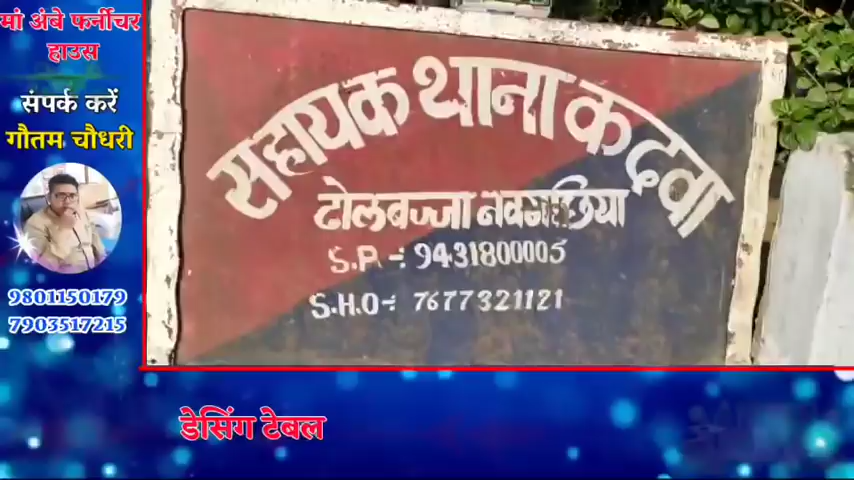 मां अंबे फर्नीचर
हाउस
संपर्क करें
गौतम चौधरी
9801150179
7903517215
सहायक थाना कदवा
ढोलबज्जा नवगछिया
S.P. -: 9431800005
S.H.O -: 7677321121
डेसिंग टेबल